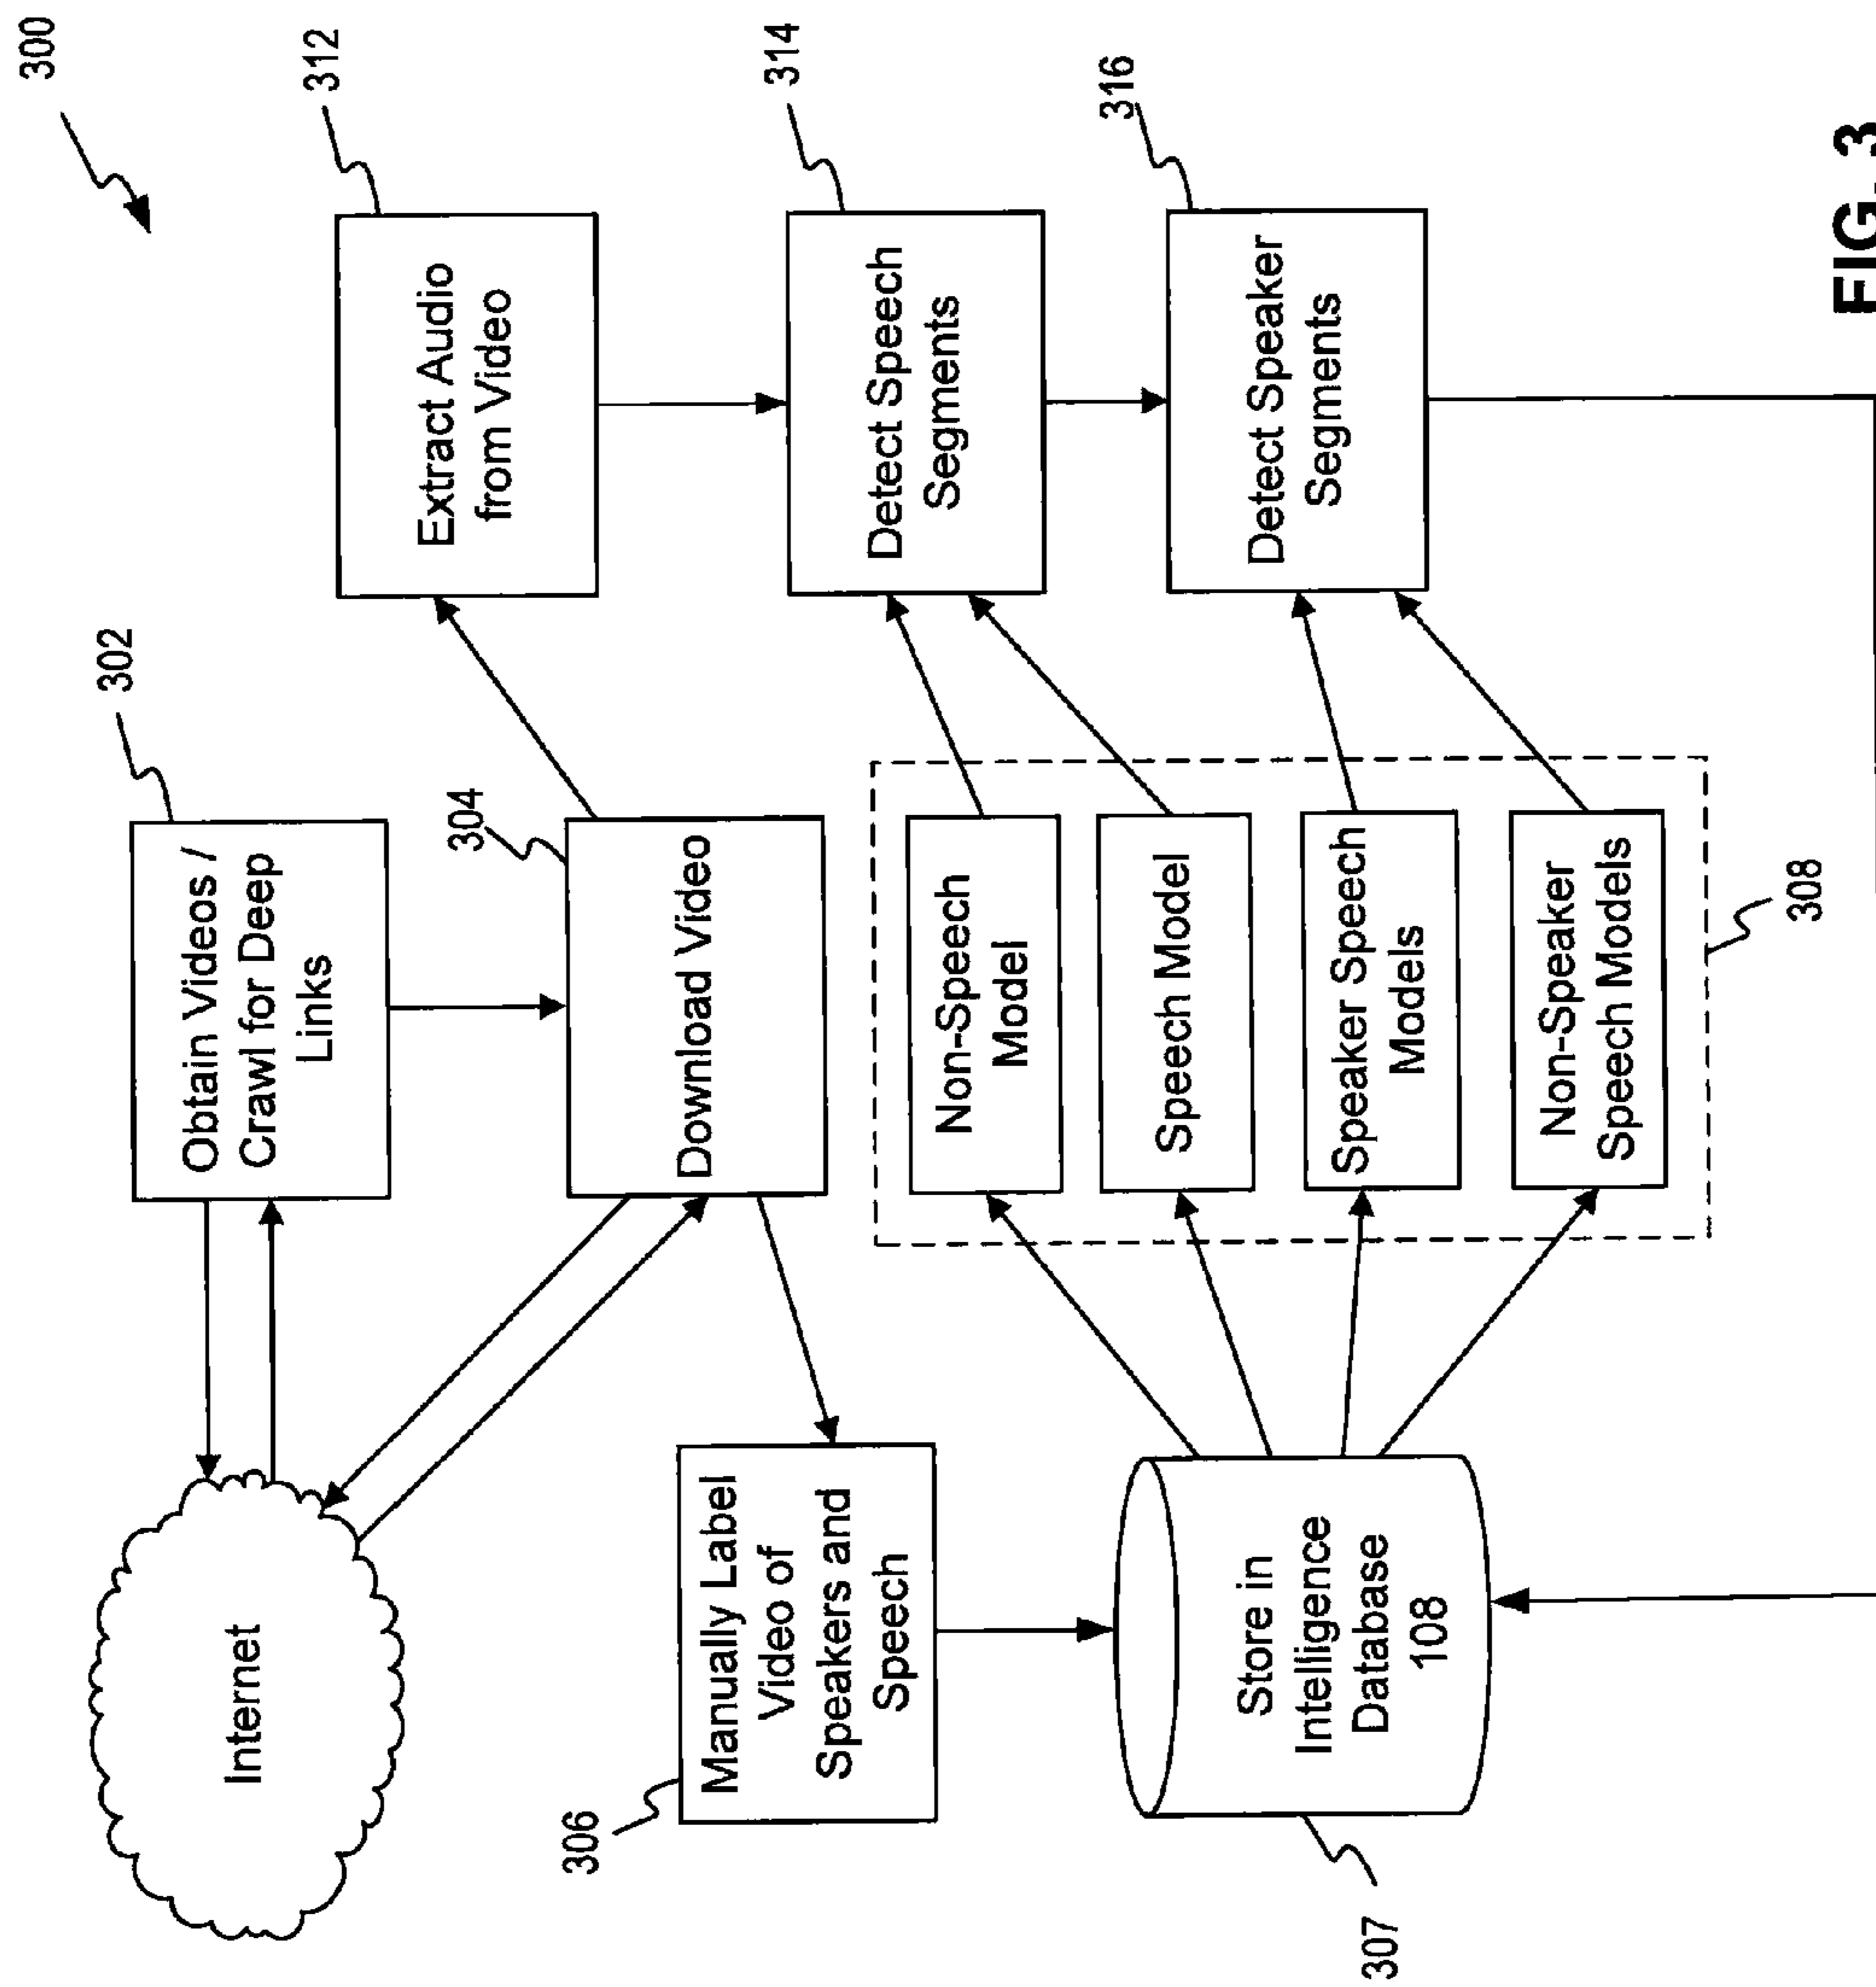 300
Internet
Obtain Videos /
Crawl for Deep
Links
302
Extract Audio
from Video
312
Download Video
304
Manually Label
Video of
Speakers and
Speech
306
Detect Speech
Segments
314
Non-Speech
Model
Speech Model
Speaker Speech
Models
Non-Speaker
Speech Models
308
Detect Speaker
Segments
316
Store in
Intelligence
Database
108
307
FIG. 3